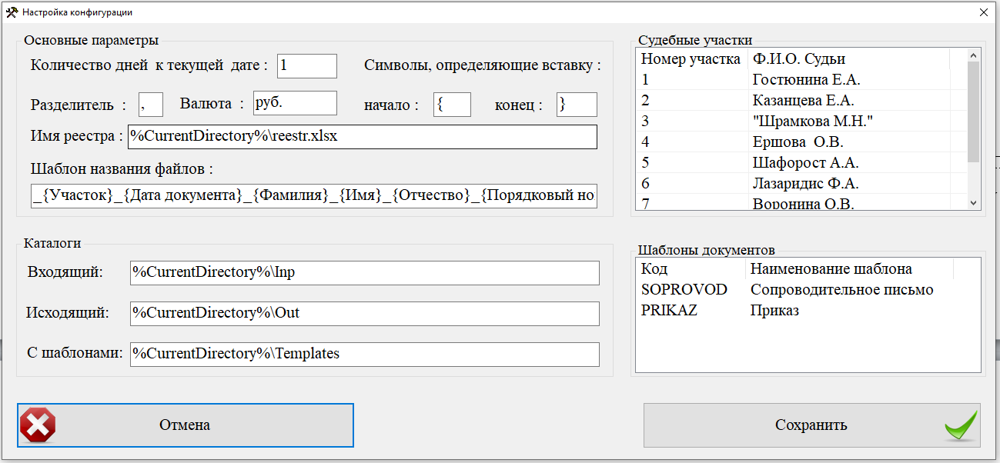 Настройка конфигурации
Основные параметры
Количество дней к текущей дате : 1
Символы, определяющие вставку :
Разделитель : , Валюта : руб.
начало : { конец : }
Имя реестра : %CurrentDirectory%\reestr.xlsx
Шаблон названия файлов :
_{Участок}_{Дата документа}_{Фамилия}_{Имя}_{Отчество}_{Порядковый но
Судебные участки
Номер участка Ф.И.О. Судьи
1 Гостюнина Е.А.
2 Казанцева Е.А.
3 "Шрамкова М.Н."
4 Ершова О.В.
5 Шафорост А.А.
6 Лазаридис Ф.А.
7 Воронина О.В.
Каталоги
Входящий: %CurrentDirectory%\Inp
Исходящий: %CurrentDirectory%\Out
С шаблонами: %CurrentDirectory%\Templates
Шаблоны документов
Код Наименование шаблона
SOPROVOD Сопроводительное письмо
PRIKAZ Приказ
Отмена
Сохранить